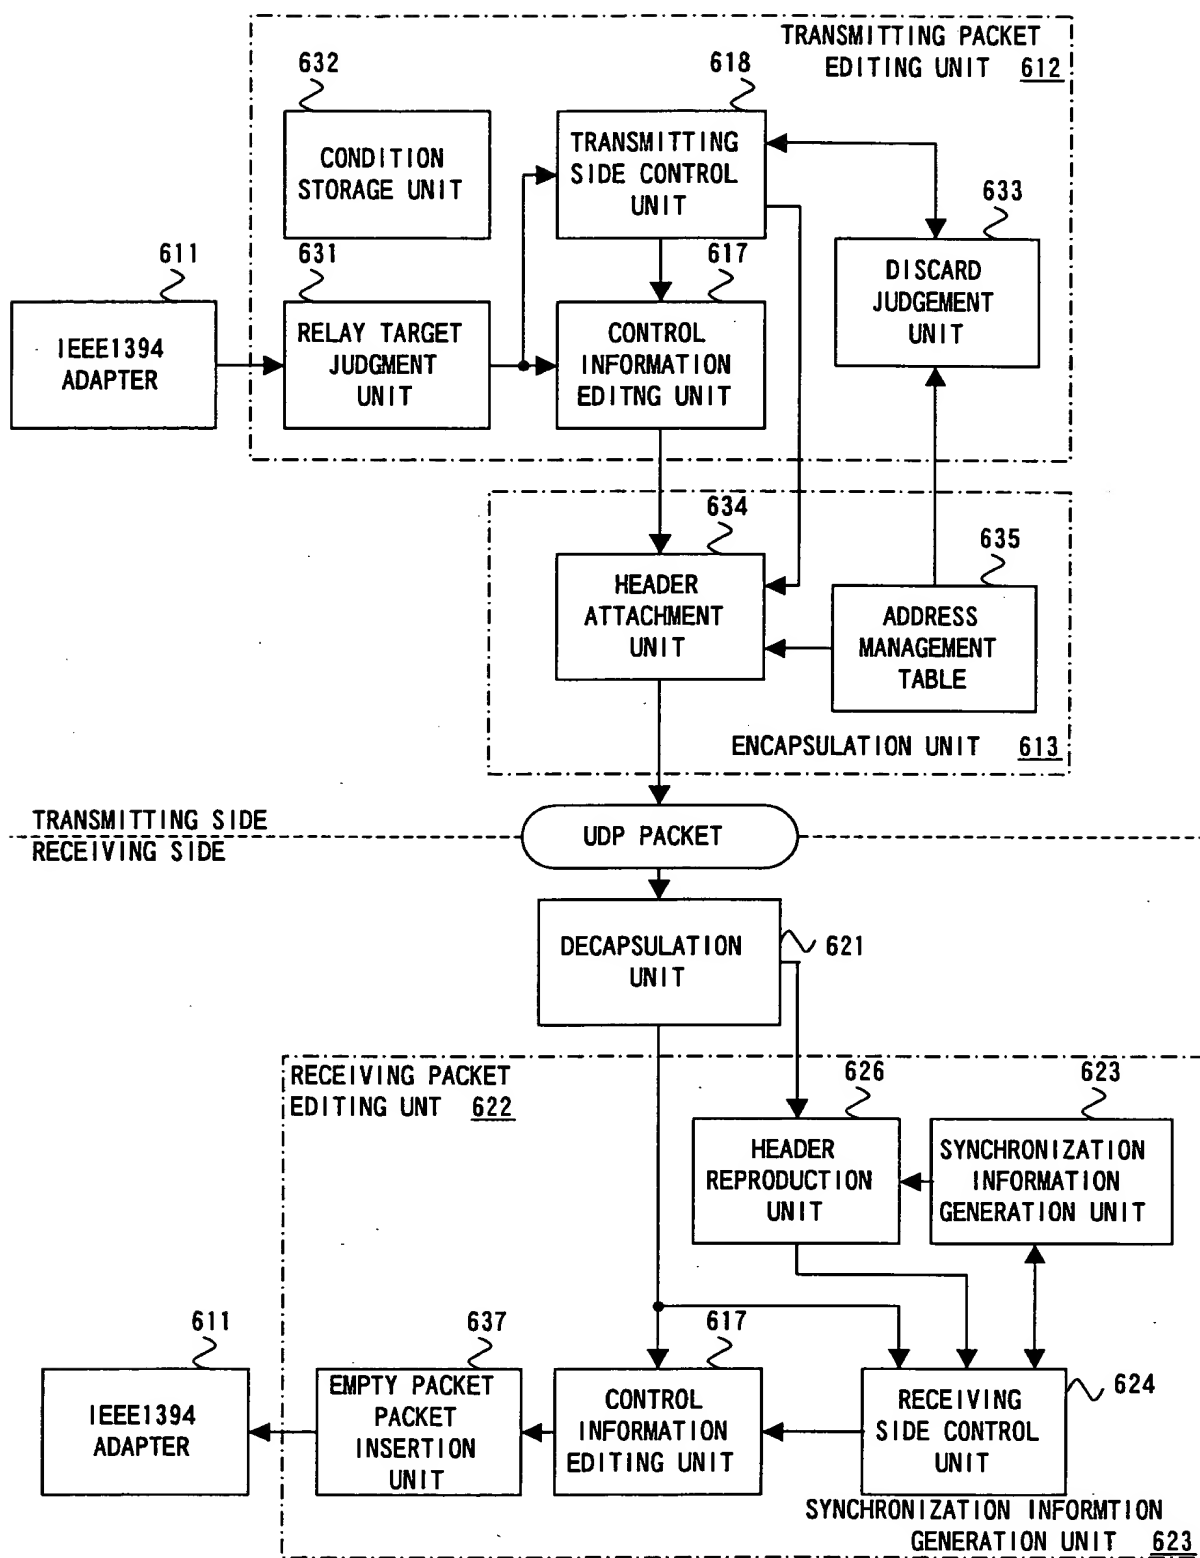 TRANSMITTING PACKET
EDITING UNIT 612
632
618
CONDITION
STORAGE UNIT
TRANSMITTING
SIDE CONTROL
UNIT
633
611
631
617
DISCARD
JUDGEMENT
UNIT
IEEE1394
ADAPTER
RELAY TARGET
JUDGMENT
UNIT
CONTROL
INFORMATION
EDITNG UNIT
634
635
HEADER
ATTACHMENT
UNIT
ADDRESS
MANAGEMENT
TABLE
ENCAPSULATION UNIT 613
TRANSMITTING SIDE
RECEIVING SIDE
UDP PACKET
DECAPSULATION
UNIT
621
RECEIVING PACKET
EDITING UNT 622
626
623
HEADER
REPRODUCTION
UNIT
SYNCHRONIZATION
INFORMATION
GENERATION UNIT
611
637
617
624
IEEE1394
ADAPTER
EMPTY PACKET
PACKET
INSERTION
UNIT
CONTROL
INFORMATION
EDITING UNIT
RECEIVING
SIDE CONTROL
UNIT
SYNCHRONIZATION INFORMTION
GENERATION UNIT 623